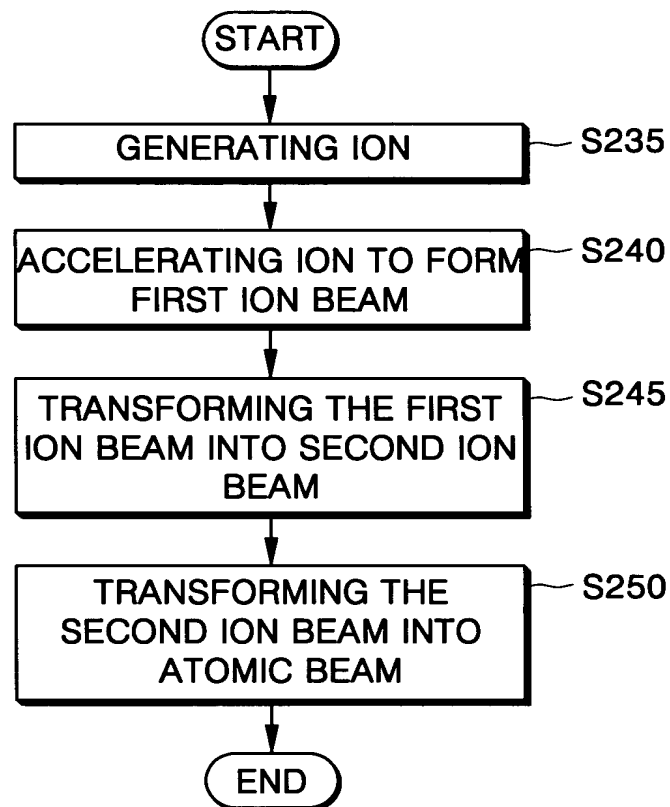 START
GENERATING ION
S235
ACCELERATING ION TO FORM
FIRST ION BEAM
S240
TRANSFORMING THE FIRST
ION BEAM INTO SECOND ION
BEAM
S245
TRANSFORMING THE
SECOND ION BEAM INTO
ATOMIC BEAM
S250
END